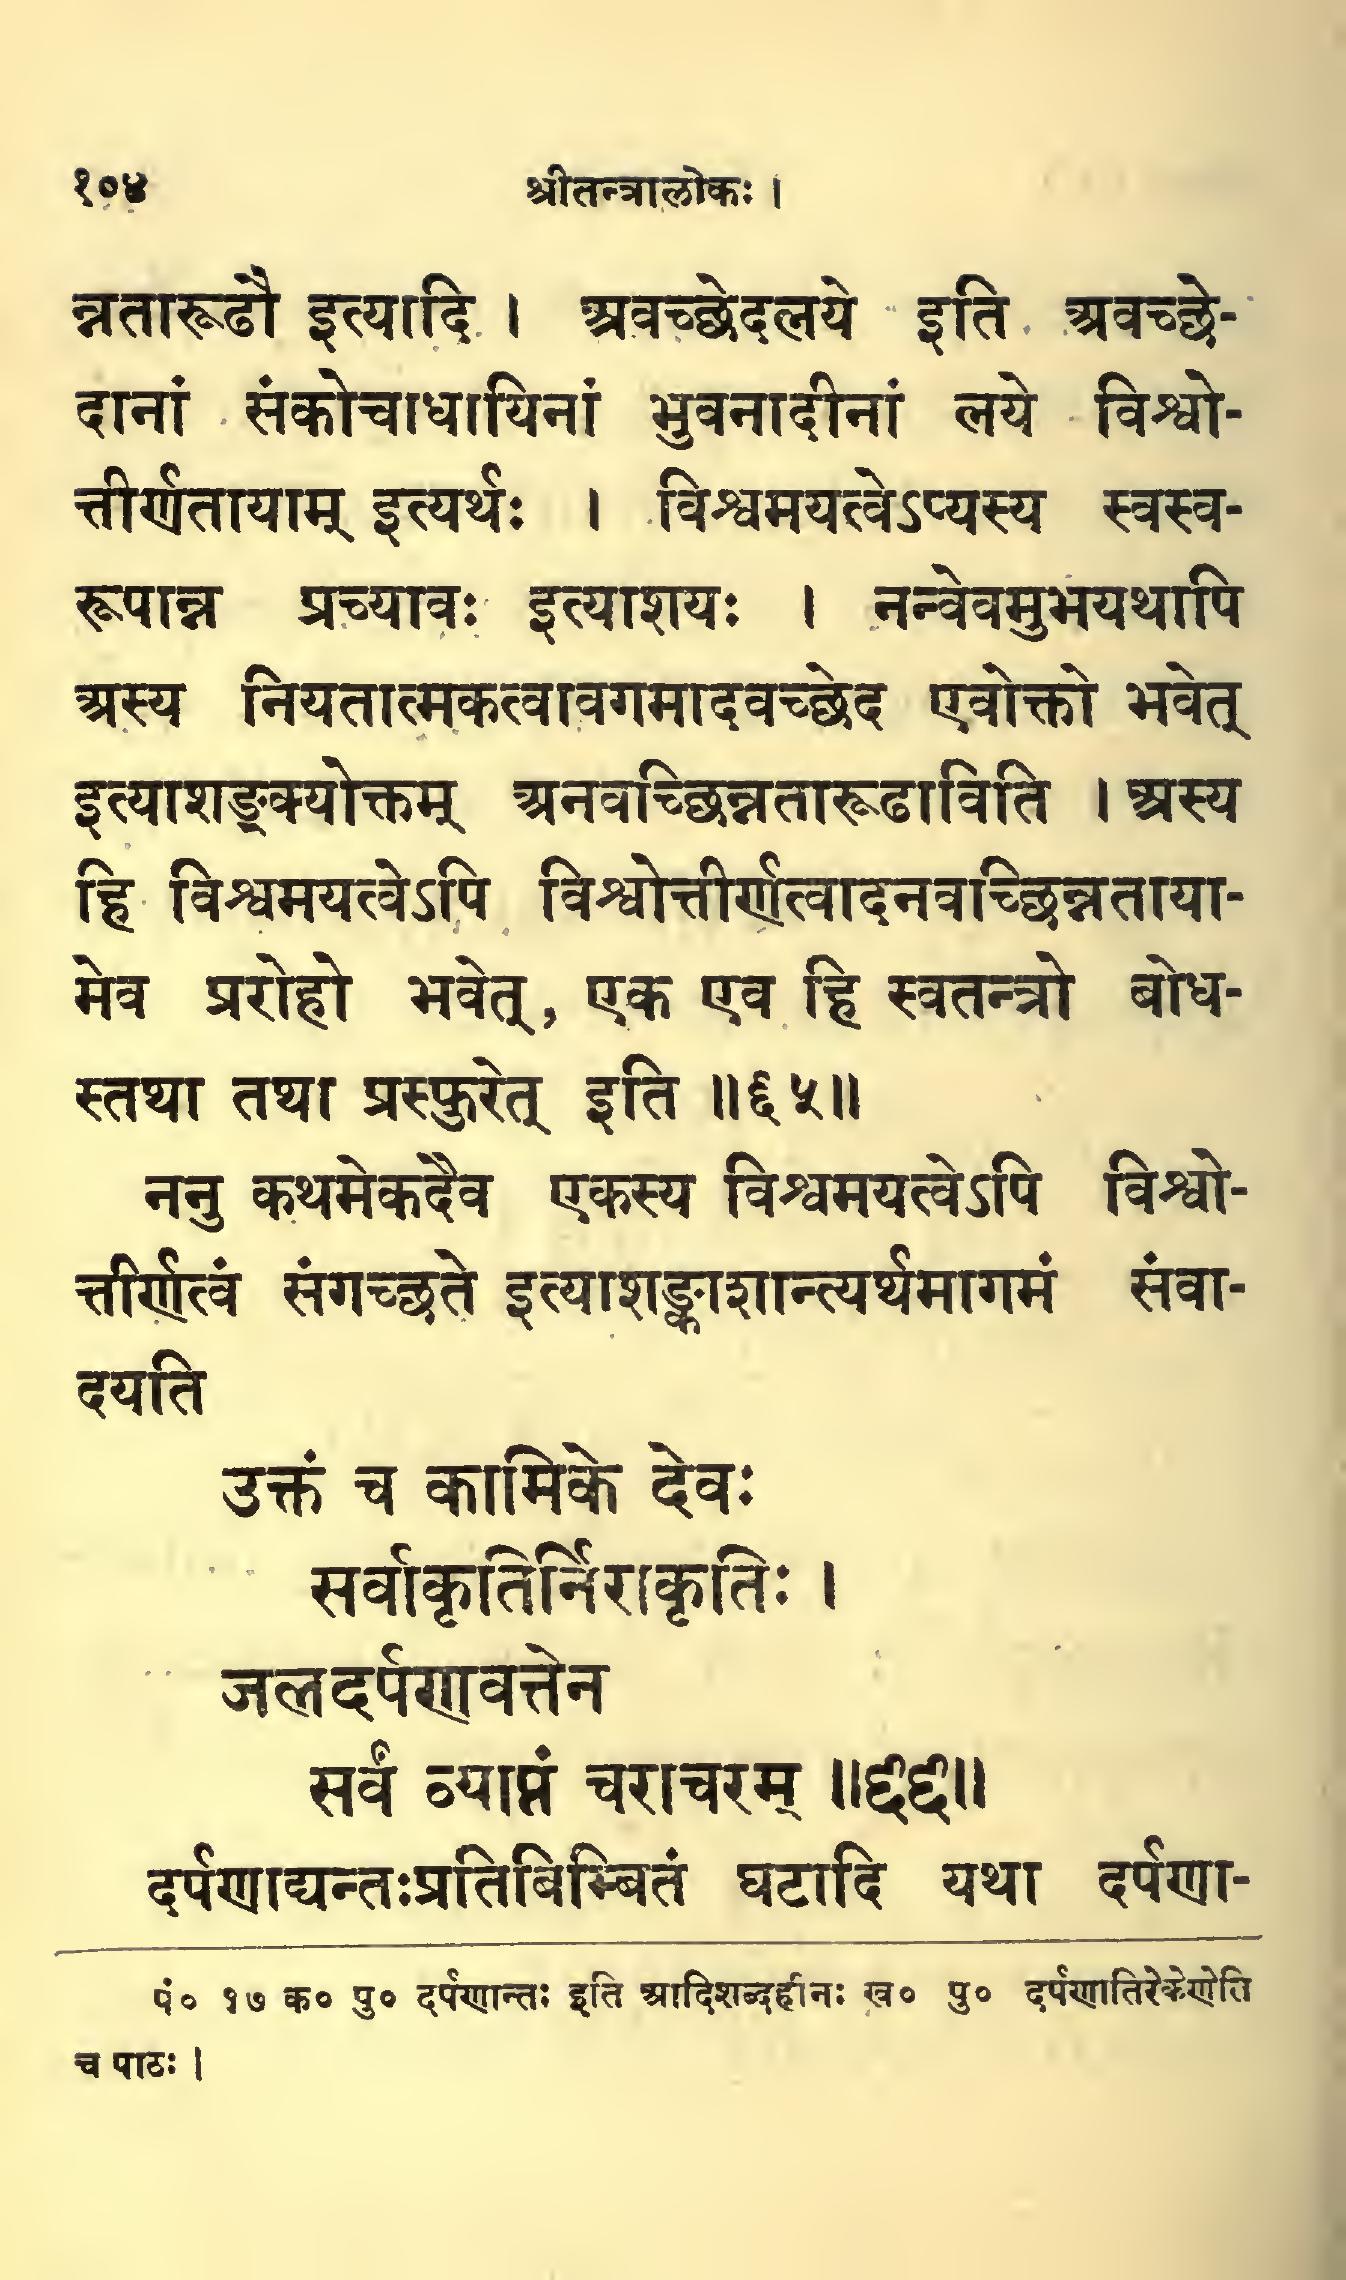 १०४ श्रीतन्त्रालोकः ।
न्नतारूढौ इत्यादि । अवच्छेदलये इति अवच्छे-
दानां संकोचाधायिनां भुवनादीनां लये विश्वो-
त्तीर्णतायाम् इत्यर्थः । विश्वमयत्वेऽप्यस्य स्वस्व-
रूपान्न प्रच्यावः इत्याशयः । नन्वेवमुभयथापि
अस्य नियतात्मकत्वावगमादवच्छेद एवोक्तो भवेत्
इत्याशङ्क्योक्तम् अनवच्छिन्नतारूढाविति । अस्य
हि विश्वमयत्वेऽपि विश्वोत्तीर्णत्वादनवच्छिन्नताया-
मेव प्ररोहो भवेत्, एक एव हि स्वतन्त्रो बोध-
स्तथा तथा प्रस्फुरेत् इति ॥६५॥
ननु कथमेकदैव एकस्य विश्वमयत्वेऽपि विश्वो-
त्तीर्णत्वं संगच्छते इत्याशङ्काशान्त्यर्थमागमं संवा-
दयति
उक्तं च कामिके देवः
सर्वाकृतिर्निराकृतिः ।
जलदर्पणवत्तेन
सर्वं व्याप्तं चराचरम् ॥६६॥
दर्पणाद्यन्तःप्रतिबिम्बितं घटादि यथा दर्पणा-
पं० १७ क० पु० दर्पणान्तः इति आदिशब्दहीनः ख० पु० दर्पणातिरेकेणेति
च पाठः ।